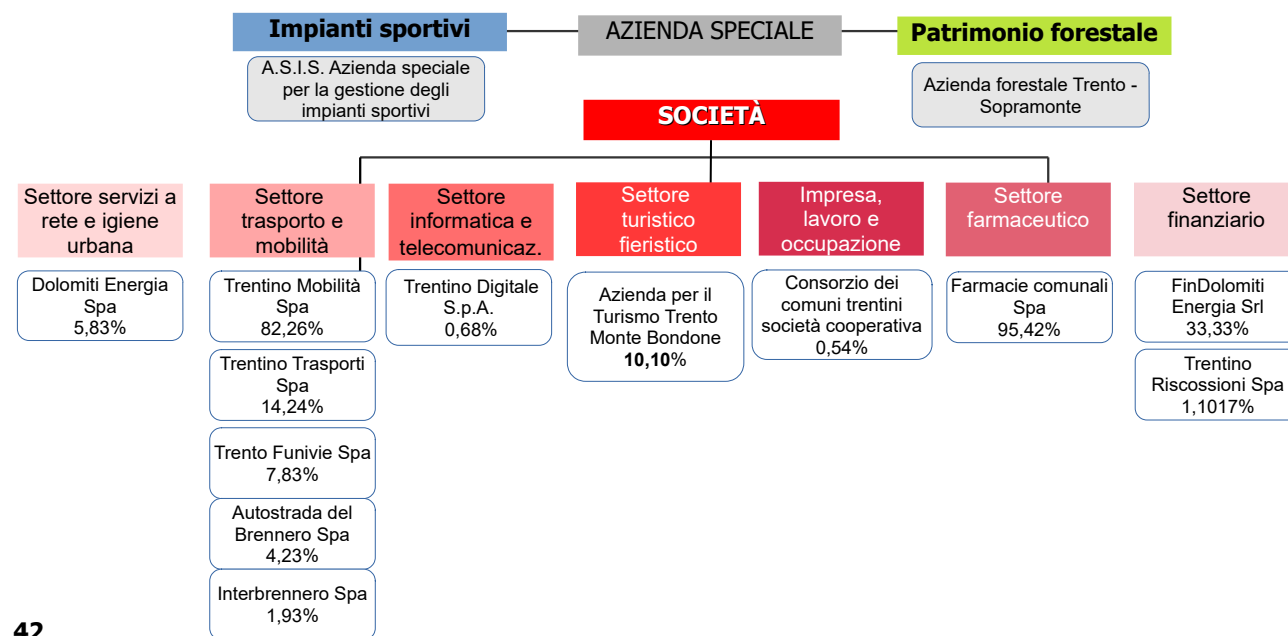 Impianti sportivi
AZIENDA SPECIALE
Patrimonio forestale
A.S.I.S. Azienda speciale
per la gestione degli
impianti sportivi
Azienda forestale Trento -
Sopramonte
SOCIETÀ
Settore servizi a
rete e igiene
urbana
Settore
trasporto e
mobilità
Settore
informatica e
telecomunicaz.
Settore
turistico
fieristico
Impresa,
lavoro e
occupazione
Settore
farmaceutico
Settore
finanziario
Dolomiti Energia
Spa
5,83%
Trentino Mobilità
Spa
82,26%
Trentino Digitale
S.p.A.
0,68%
Azienda per il
Turismo Trento
Monte Bondone
10,10%
Consorzio dei
comuni trentini
società cooperativa
0,54%
Farmacie comunali
Spa
95,42%
FinDolomiti
Energia Srl
33,33%
Trentino Trasporti
Spa
14,24%
Trentino
Riscossioni Spa
1,1017%
Trento Funivie Spa
7,83%
Autostrada del
Brennero Spa
4,23%
Interbrennero Spa
1,93%
42